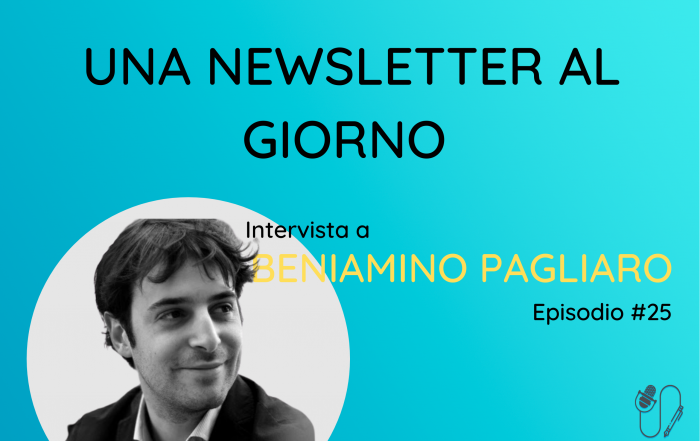 UNA NEWSLETTER AL
GIORNO
Intervista a
BENIAMINO PAGLIARO
Episodio #25